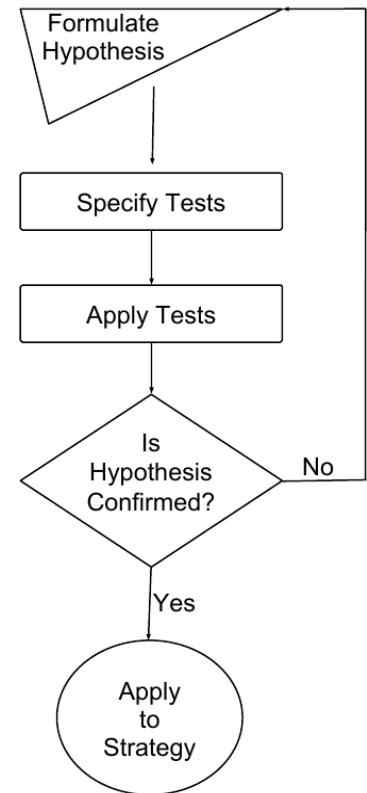 Formulate
Hypothesis
Specify Tests
Apply Tests
Is
Hypothesis
Confirmed?
No
Yes
Apply
to
Strategy